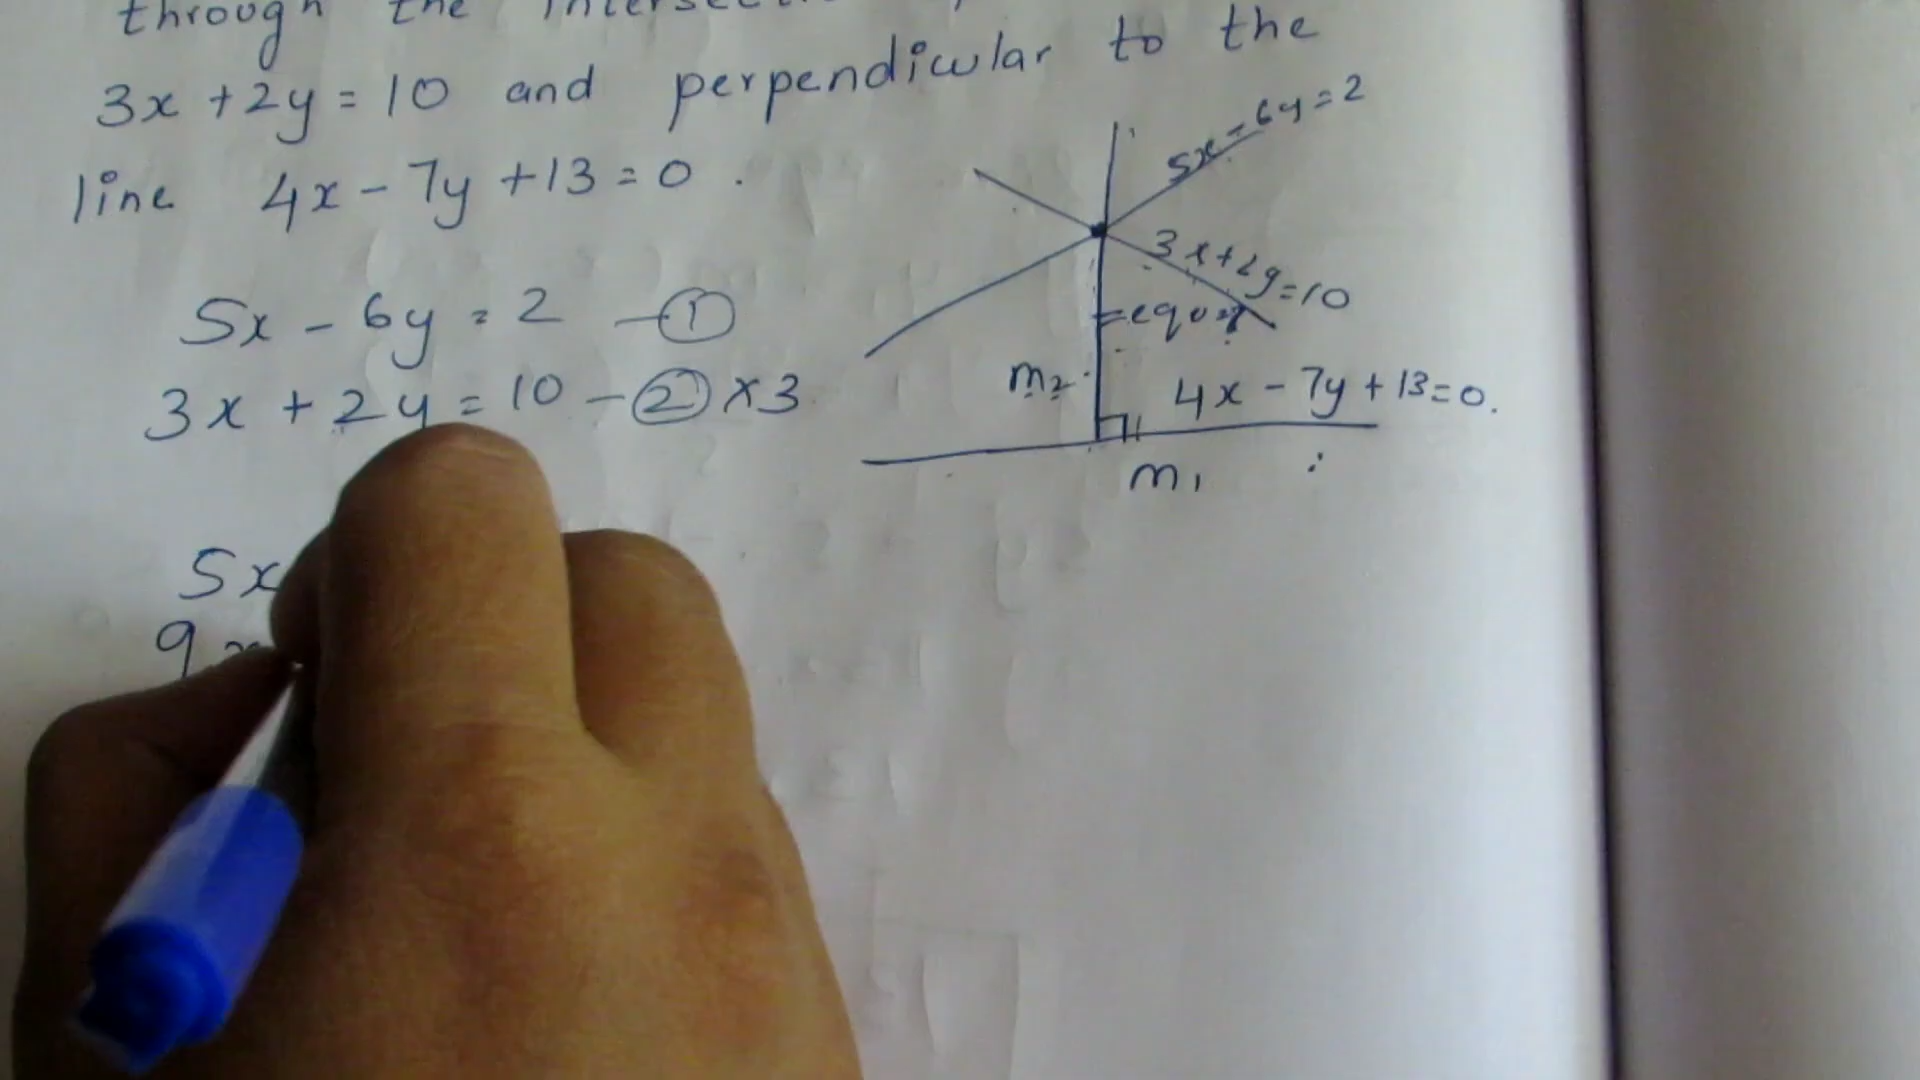 through the
3x + 2y = 10 and perpendicular to the
line 4x - 7y + 13 = 0 .
5x - 6y = 2 — ①
3x + 2y = 10 — ② × 3
5x
9x
5x - 6y = 2
3x + 2y = 10
m₂
4x - 7y + 13 = 0.
m₁